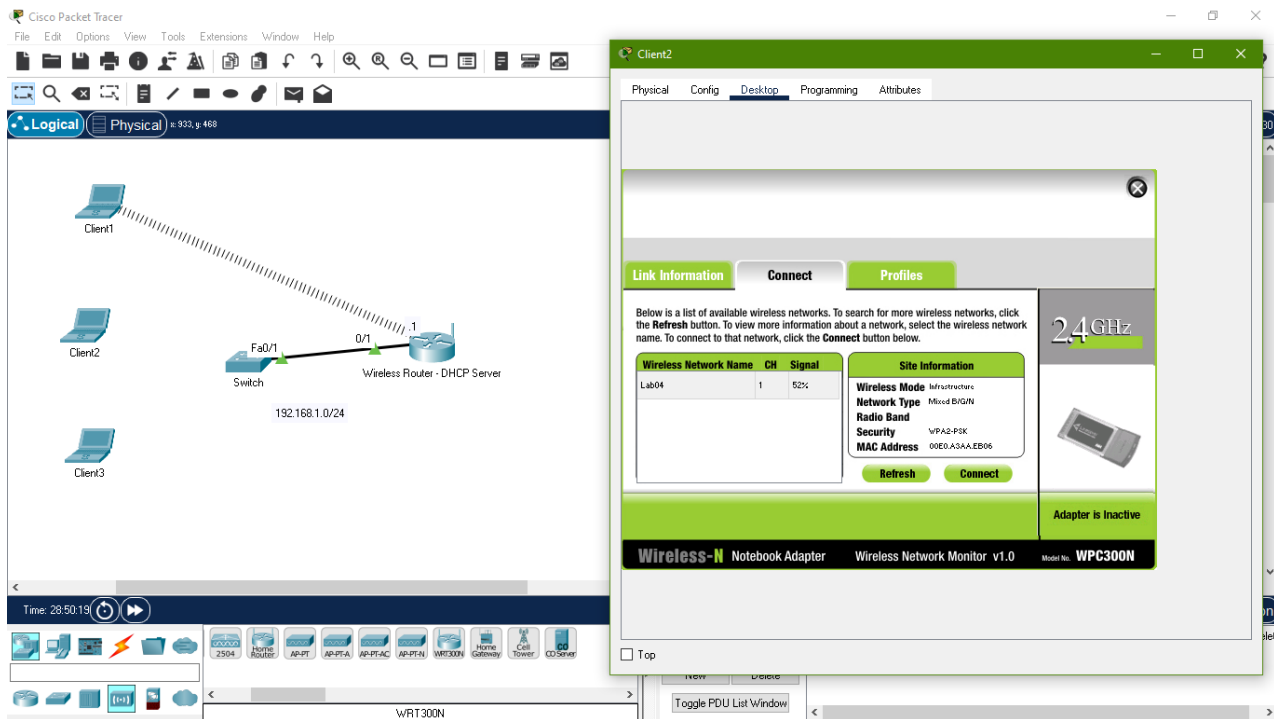 Cisco Packet Tracer
File Edit Options View Tools Extensions Window Help
Logical
Physical
x: 933, y: 468
Client1
Client2
Client3
Fa0/1
0/1
.1
Switch
Wireless Router - DHCP Server
192.168.1.0/24
Client2
Physical Config Desktop Programming Attributes
Link Information
Connect
Profiles
Below is a list of available wireless networks. To search for more wireless networks, click
the Refresh button. To view more information about a network, select the wireless network
name. To connect to that network, click the Connect button below.
Wireless Network Name CH Signal
Lab04 1 52%
Site Information
Wireless Mode Infrastructure
Network Type Mixed B/G/N
Radio Band
Security WPA2-PSK
MAC Address 00E0.A3AA.EB06
Refresh
Connect
2,4GHz
Adapter is Inactive
Wireless-N Notebook Adapter Wireless Network Monitor v1.0 Model No. WPC300N
Top
Time: 28:50:19
2504
Home Router
AP-PT
AP-PT-A
AP-PT-AC
AP-PT-N
WRT300N
Home Gateway
Cell Tower
CO Server
WRT300N
New
Delete
Toggle PDU List Window
30